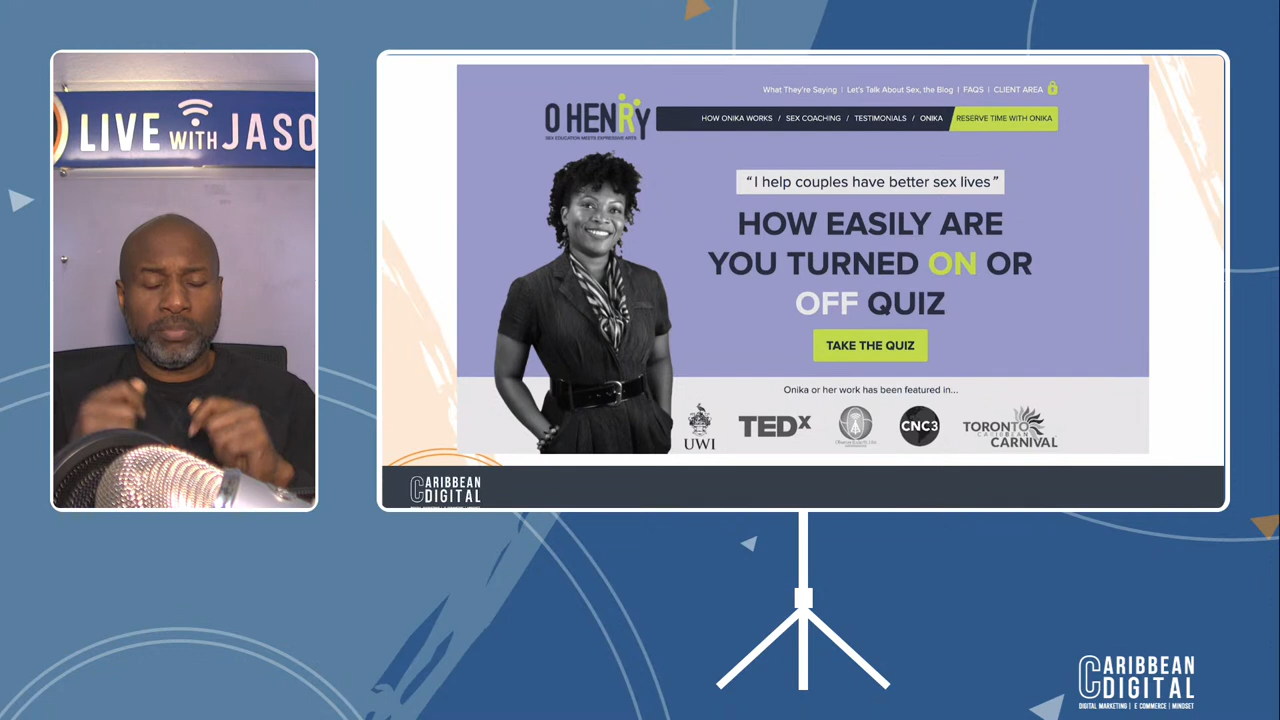 LIVE WITH JASO
What They're Saying | Let's Talk About Sex, the Blog | FAQS | CLIENT AREA
O HENRY
SEX EDUCATION MEETS EXPRESSIVE ARTS.
HOW ONIKA WORKS / SEX COACHING / TESTIMONIALS / ONIKA
RESERVE TIME WITH ONIKA
“I help couples have better sex lives”
HOW EASILY ARE
YOU TURNED ON OR
OFF QUIZ
TAKE THE QUIZ
Onika or her work has been featured in...
UWI
TEDx
CNC3
TORONTO
CARIBBEAN
CARNIVAL
CARIBBEAN
DIGITAL
CARIBBEAN
DIGITAL
DIGITAL MARKETING | E COMMERCE | MINDSET